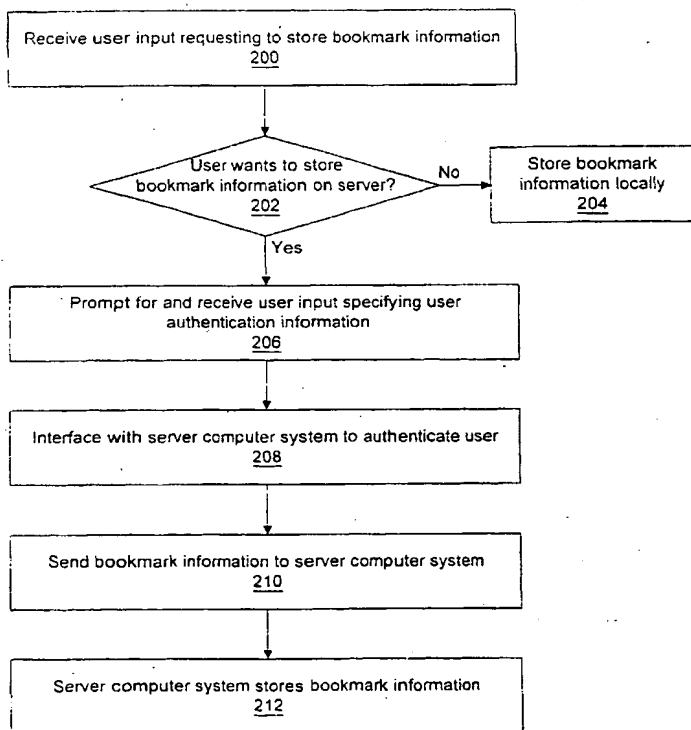 Receive user input requesting to store bookmark information
200
User wants to store
bookmark information on server?
202
No
Store bookmark
information locally
204
Yes
Prompt for and receive user input specifying user
authentication information
206
Interface with server computer system to authenticate user
208
Send bookmark information to server computer system
210
Server computer system stores bookmark information
212